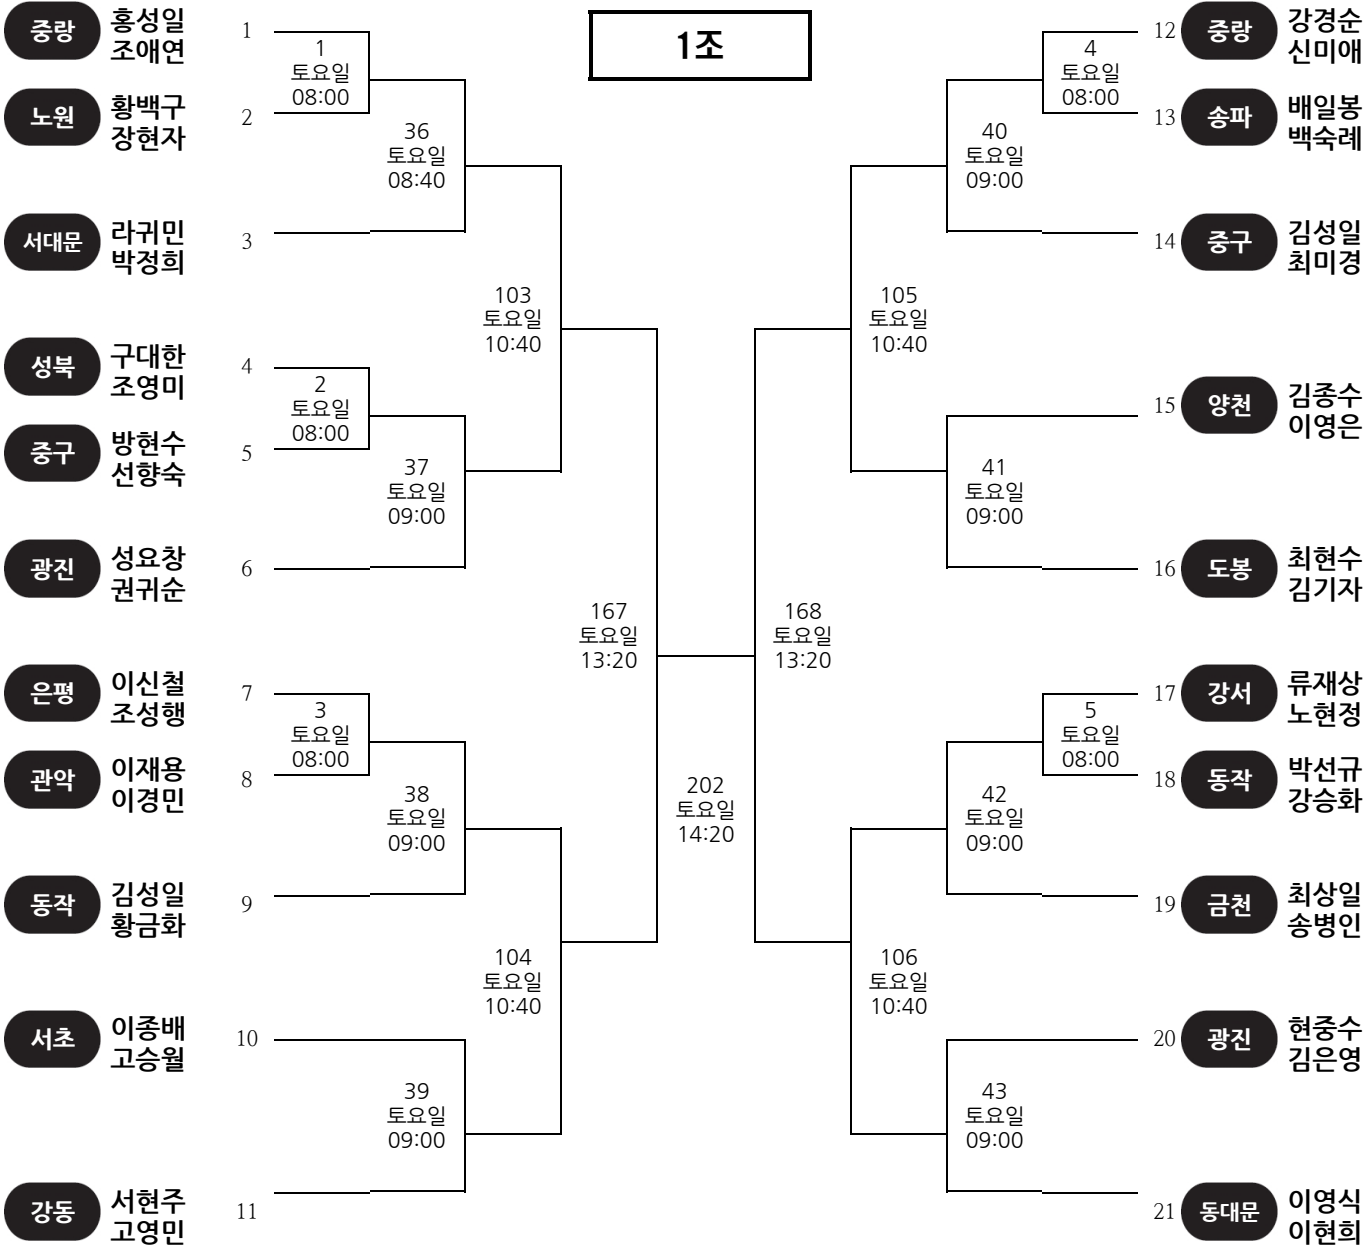 1조
중랑
홍성일
조애연
1
1
토요일
08:00
노원
황백구
장현자
2
36
토요일
08:40
서대문
라귀민
박정희
3
103
토요일
10:40
성북
구대한
조영미
4
2
토요일
08:00
중구
방현수
선향숙
5
37
토요일
09:00
광진
성요창
권귀순
6
167
토요일
13:20
은평
이신철
조성행
7
3
토요일
08:00
관악
이재용
이경민
8
38
토요일
09:00
동작
김성일
황금화
9
104
토요일
10:40
서초
이종배
고승월
10
39
토요일
09:00
강동
서현주
고영민
11
202
토요일
14:20
12
중랑
강경순
신미애
4
토요일
08:00
13
송파
배일봉
백숙례
40
토요일
09:00
14
중구
김성일
최미경
105
토요일
10:40
15
양천
김종수
이영은
41
토요일
09:00
16
도봉
최현수
김기자
168
토요일
13:20
17
강서
류재상
노현정
5
토요일
08:00
18
동작
박선규
강승화
42
토요일
09:00
19
금천
최상일
송병인
106
토요일
10:40
20
광진
현중수
김은영
43
토요일
09:00
21
동대문
이영식
이현희